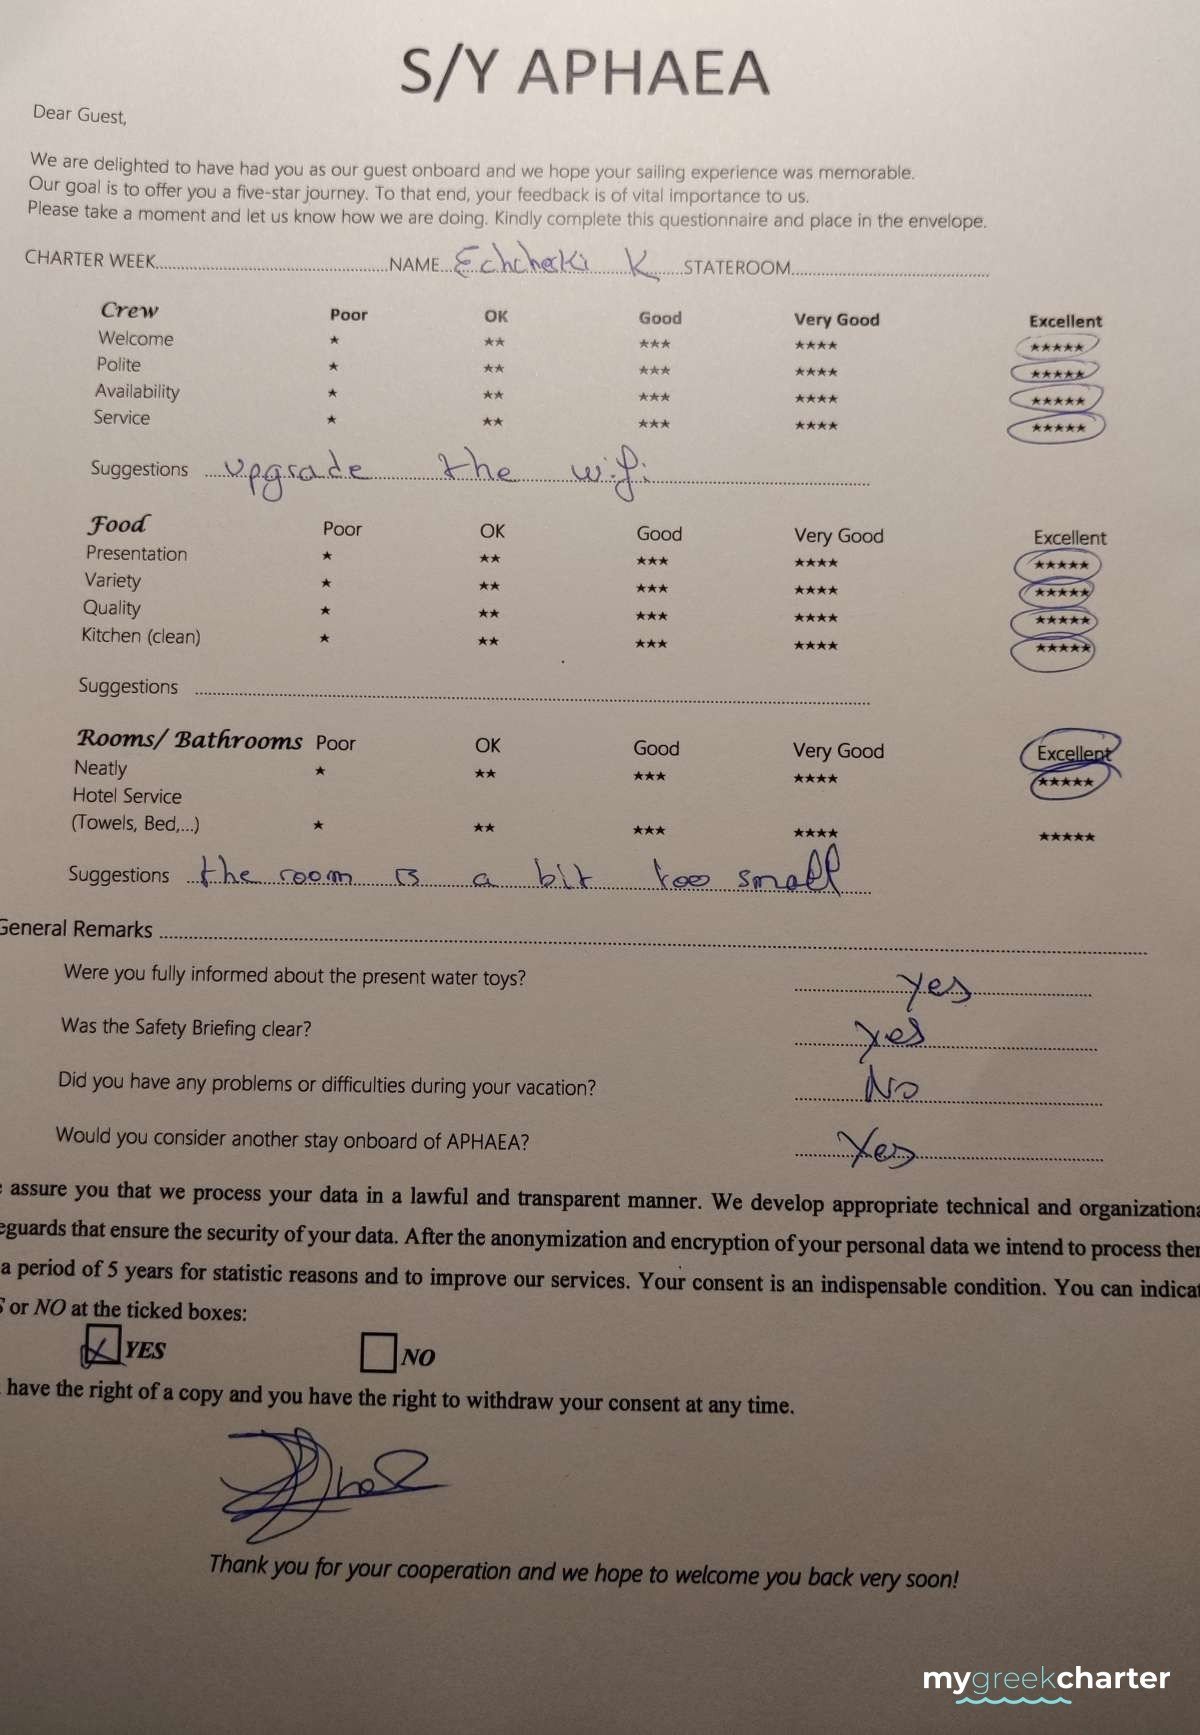 S/Y APHAEA
Dear Guest,
We are delighted to have had you as our guest onboard and we hope your sailing experience was memorable.
Our goal is to offer you a five-star journey. To that end, your feedback is of vital importance to us.
Please take a moment and let us know how we are doing. Kindly complete this questionnaire and place in the envelope.
CHARTER WEEK NAME Echcherki K STATEROOM
Crew Poor OK Good Very Good Excellent
Welcome ★ ★★ ★★★ ★★★★ ★★★★★
Polite ★ ★★ ★★★ ★★★★ ★★★★★
Availability ★ ★★ ★★★ ★★★★ ★★★★★
Service ★ ★★ ★★★ ★★★★ ★★★★★
Suggestions upgrade the wifi
Food Poor OK Good Very Good Excellent
Presentation ★ ★★ ★★★ ★★★★ ★★★★★
Variety ★ ★★ ★★★ ★★★★ ★★★★★
Quality ★ ★★ ★★★ ★★★★ ★★★★★
Kitchen (clean) ★ ★★ ★★★ ★★★★ ★★★★★
Suggestions
Rooms/ Bathrooms Poor OK Good Very Good Excellent
Neatly ★ ★★ ★★★ ★★★★ ★★★★★
Hotel Service
(Towels, Bed,...) ★ ★★ ★★★ ★★★★ ★★★★★
Suggestions the room is a bit too small
General Remarks
Were you fully informed about the present water toys? yes
Was the Safety Briefing clear? yes
Did you have any problems or difficulties during your vacation? No
Would you consider another stay onboard of APHAEA? Yes
assure you that we process your data in a lawful and transparent manner. We develop appropriate technical and organizationa
eguards that ensure the security of your data. After the anonymization and encryption of your personal data we intend to process then
a period of 5 years for statistic reasons and to improve our services. Your consent is an indispensable condition. You can indicat
S or NO at the ticked boxes:
YES NO
have the right of a copy and you have the right to withdraw your consent at any time.
Thank you for your cooperation and we hope to welcome you back very soon!
mygreekcharter